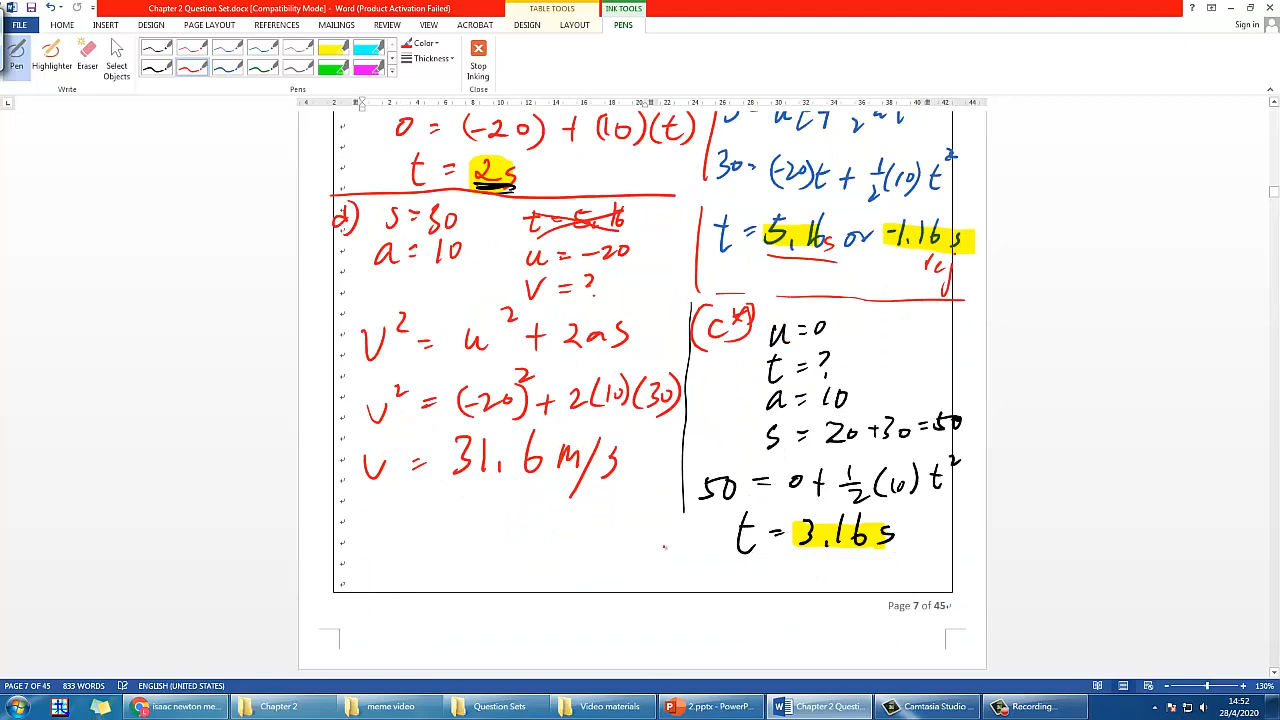 Chapter 2 Question Set.docx [Compatibility Mode] - Word (Product Activation Failed)
TABLE TOOLS
INK TOOLS
FILE HOME INSERT DESIGN PAGE LAYOUT REFERENCES MAILINGS REVIEW VIEW ACROBAT DESIGN LAYOUT PENS
Sign in
Pen
Highlighter
Eraser
Select Objects
Color
Thickness
Stop Inking
Write
Pens
Close
0 = (-20) + (10)(t)
t = 2s
30 = (-20)t + 1/2 (10) t²
t = 5.16s or -1.16 s
rej
d) s = 30
a = 10
t = 5.16
u = -20
v = ?
v² = u² + 2as
v² = (-20)² + 2(10)(30)
v = 31.6 m/s
u = 0
t = ?
a = 10
s = 20 + 30 = 50
50 = 0 + 1/2 (10) t²
t = 3.16 s
Page 7 of 45
PAGE 7 OF 45 833 WORDS ENGLISH (UNITED STATES) 130%
isaac newton me Chapter 2 meme video Question Sets Video materials 2.pptx - PowerP... Chapter 2 Questi... Camtasia Studio ... Recording...
14:52
28/4/2020